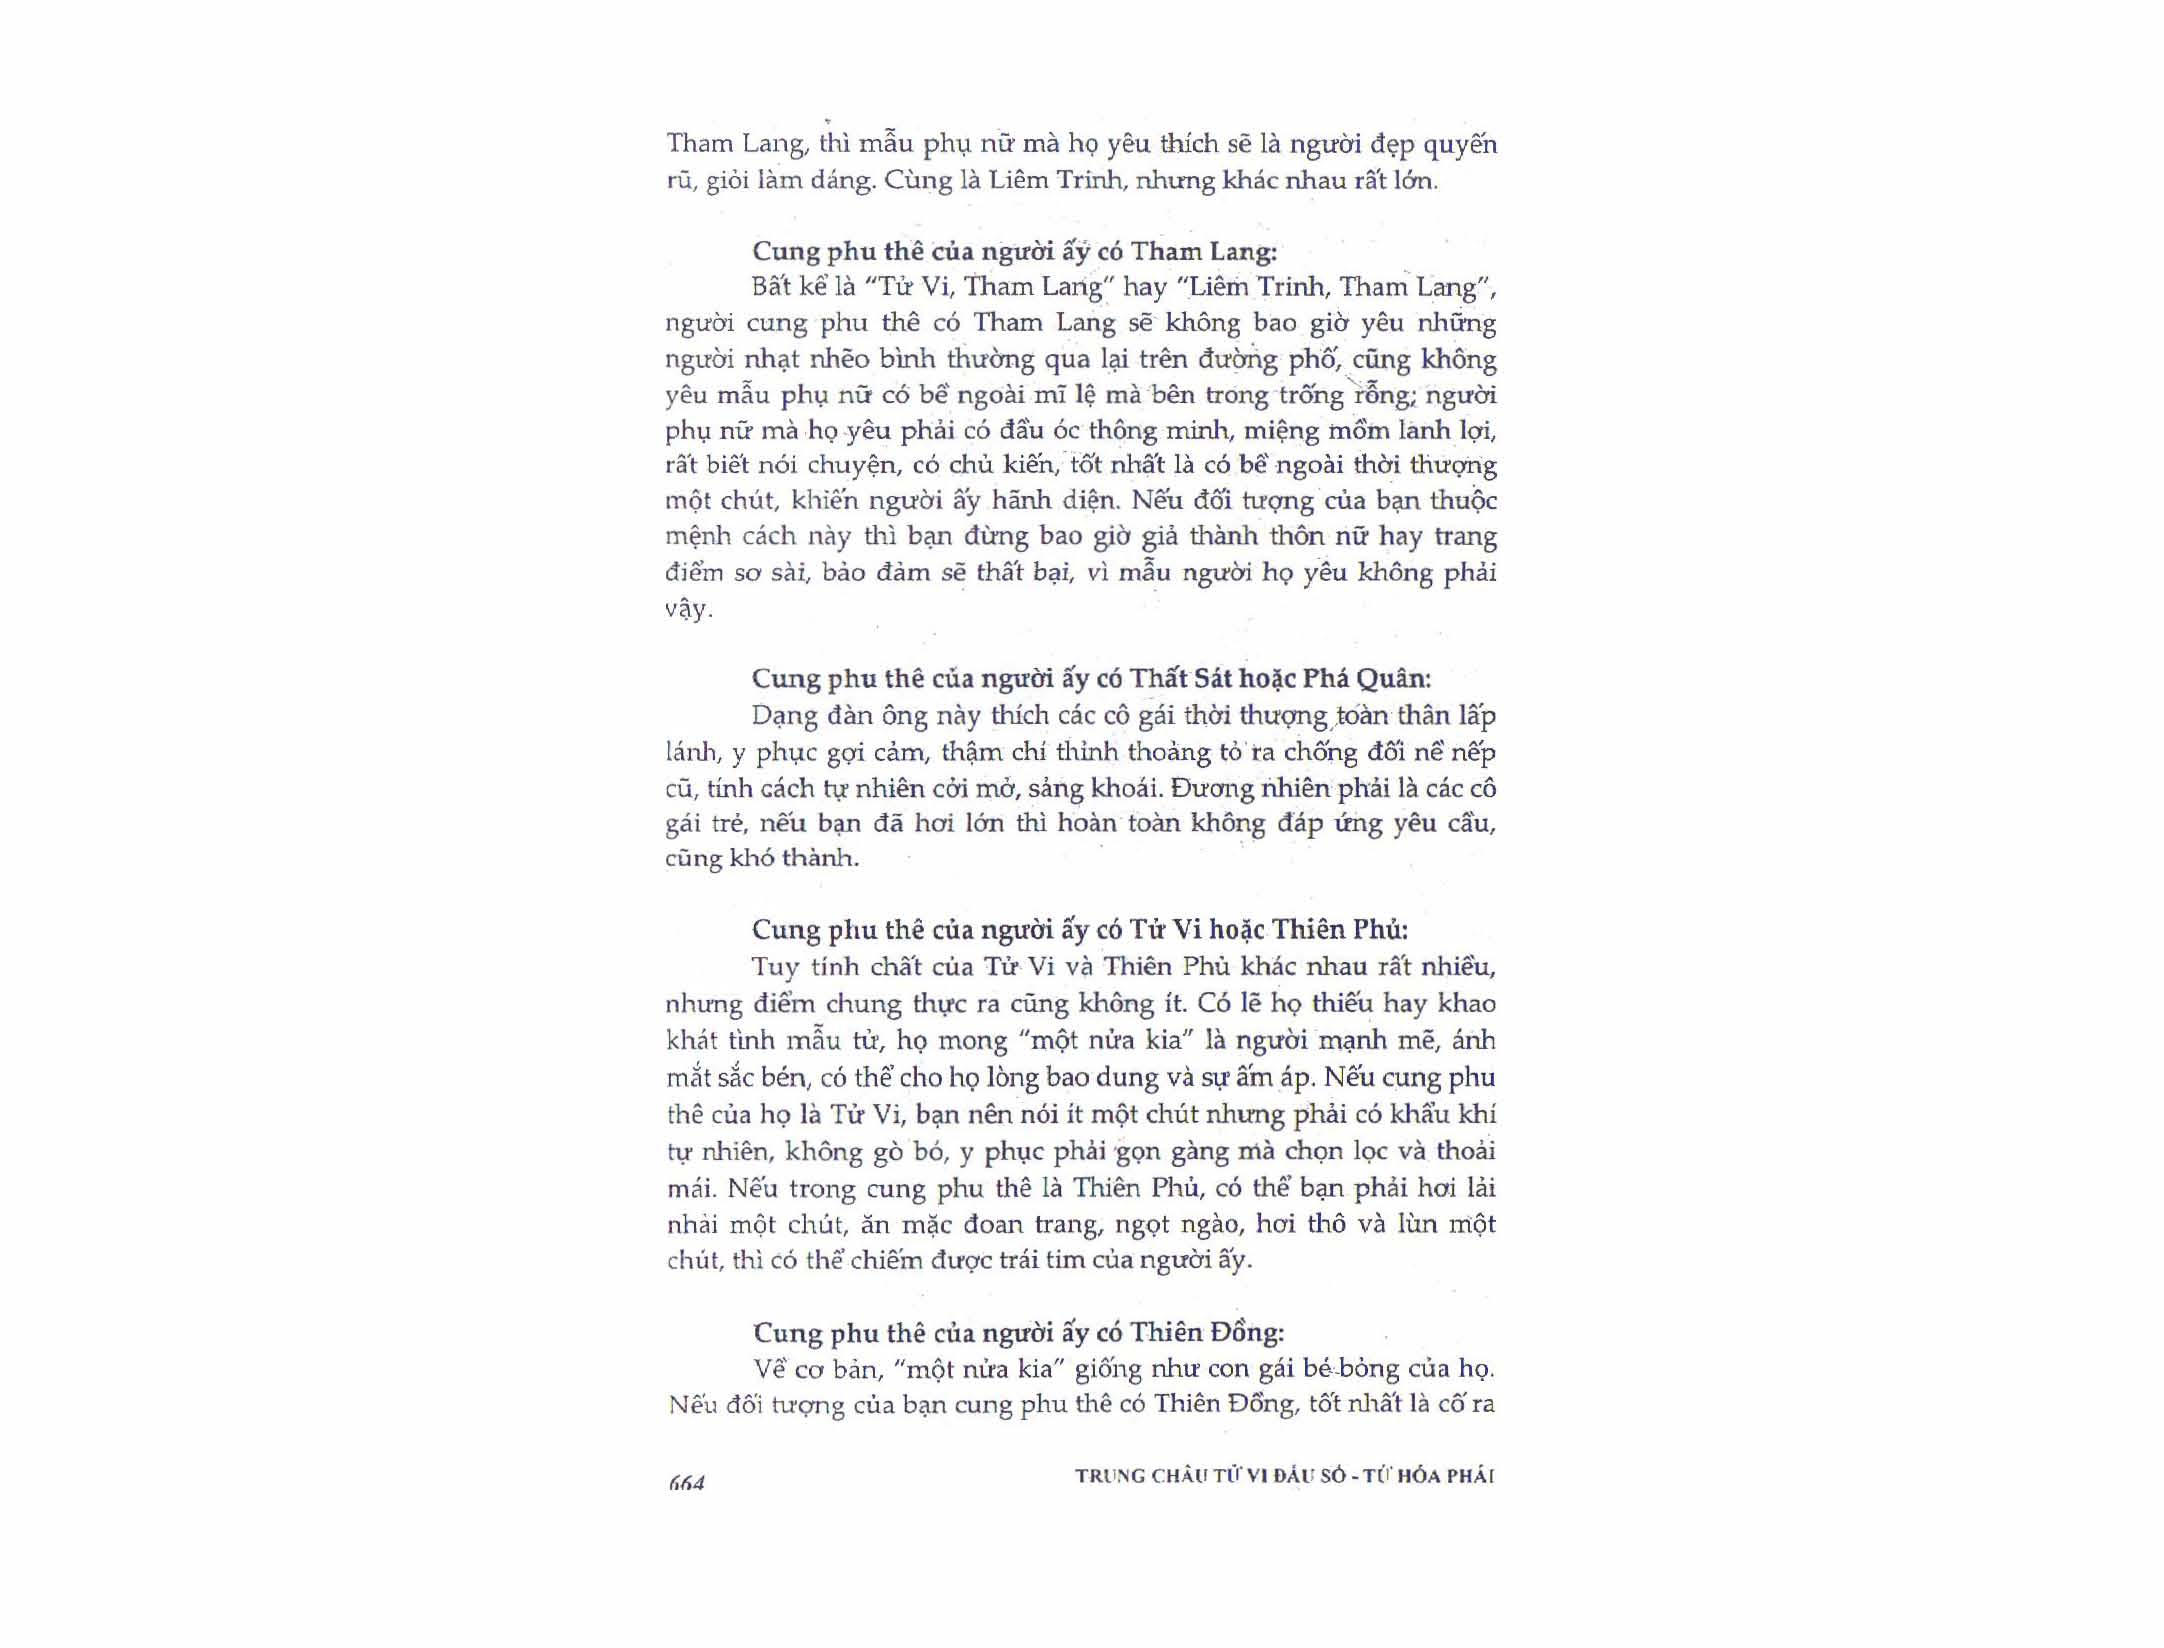 Tham Lang, thì mẫu phụ nữ mà họ yêu thích sẽ là người đẹp quyến
rũ, giỏi làm dáng. Cùng là Liêm Trinh, nhưng khác nhau rất lớn.
Cung phu thê của người ấy có Tham Lang:
Bất kể là "Tử Vi, Tham Lang" hay "Liêm Trinh, Tham Lang",
người cung phu thê có Tham Lang sẽ không bao giờ yêu những
người nhạt nhẽo bình thường qua lại trên đường phố, cũng không
yêu mẫu phụ nữ có bề ngoài mĩ lệ mà bên trong trống rỗng; người
phụ nữ mà họ yêu phải có đầu óc thông minh, miệng mồm lanh lợi,
rất biết nói chuyện, có chủ kiến, tốt nhất là có bề ngoài thời thượng
một chút, khiến người ấy hãnh diện. Nếu đối tượng của bạn thuộc
mệnh cách này thì bạn đừng bao giờ giả thành thôn nữ hay trang
điểm sơ sài, bảo đảm sẽ thất bại, vì mẫu người họ yêu không phải
vậy.
Cung phu thê của người ấy có Thất Sát hoặc Phá Quân:
Dạng đàn ông này thích các cô gái thời thượng toàn thân lấp
lánh, y phục gợi cảm, thậm chí thỉnh thoảng tỏ ra chống đối nề nếp
cũ, tính cách tự nhiên cởi mở, sảng khoái. Đương nhiên phải là các cô
gái trẻ, nếu bạn đã hơi lớn thì hoàn toàn không đáp ứng yêu cầu,
cũng khó thành.
Cung phu thê của người ấy có Tử Vi hoặc Thiên Phủ:
Tuy tính chất của Tử Vi và Thiên Phủ khác nhau rất nhiều,
nhưng điểm chung thực ra cũng không ít. Có lẽ họ thiếu hay khao
khát tình mẫu tử, họ mong "một nửa kia" là người mạnh mẽ, ánh
mắt sắc bén, có thể cho họ lòng bao dung và sự ấm áp. Nếu cung phu
thê của họ là Tử Vi, bạn nên nói ít một chút nhưng phải có khẩu khí
tự nhiên, không gò bó, y phục phải gọn gàng mà chọn lọc và thoải
mái. Nếu trong cung phu thê là Thiên Phủ, có thể bạn phải hơi lải
nhải một chút, ăn mặc đoan trang, ngọt ngào, hơi thô và lùn một
chút, thì có thể chiếm được trái tim của người ấy.
Cung phu thê của người ấy có Thiên Đồng:
Về cơ bản, "một nửa kia" giống như con gái bé bỏng của họ.
Nếu đối tượng của bạn cung phu thê có Thiên Đồng, tốt nhất là cố ra
664
TRUNG CHÂU TỬ VI ĐẨU SỐ - TỨ HÓA PHÁI